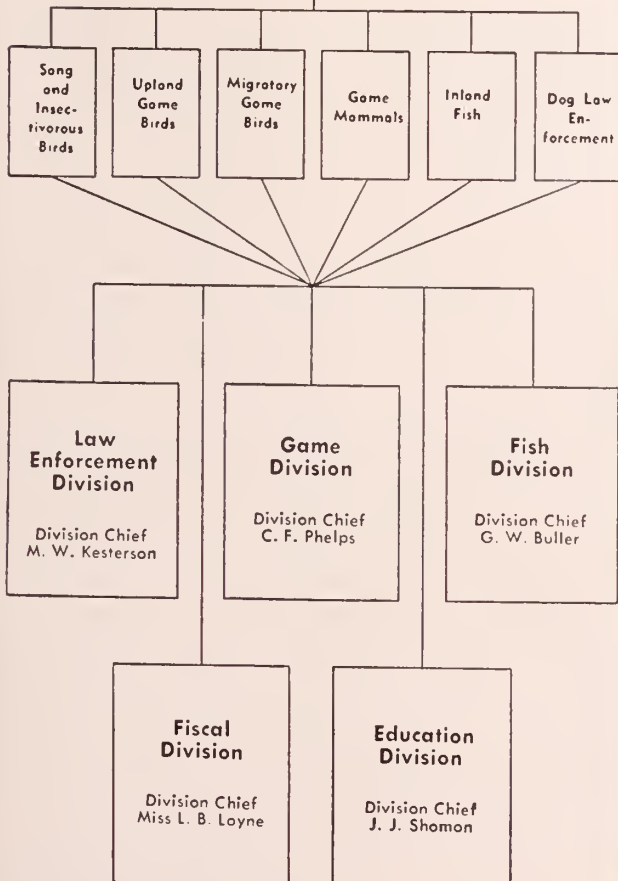 Song
and
Insec-
tivorous
Birds
Upland
Game
Birds
Migratory
Game
Birds
Game
Mammals
Inland
Fish
Dog Law
En-
forcement
Law
Enforcement
Division
Division Chief
M. W. Kesterson
Game
Division
Division Chief
C. F. Phelps
Fish
Division
Division Chief
G. W. Buller
Fiscal
Division
Division Chief
Miss L. B. Layne
Education
Division
Division Chief
J. J. Shomon